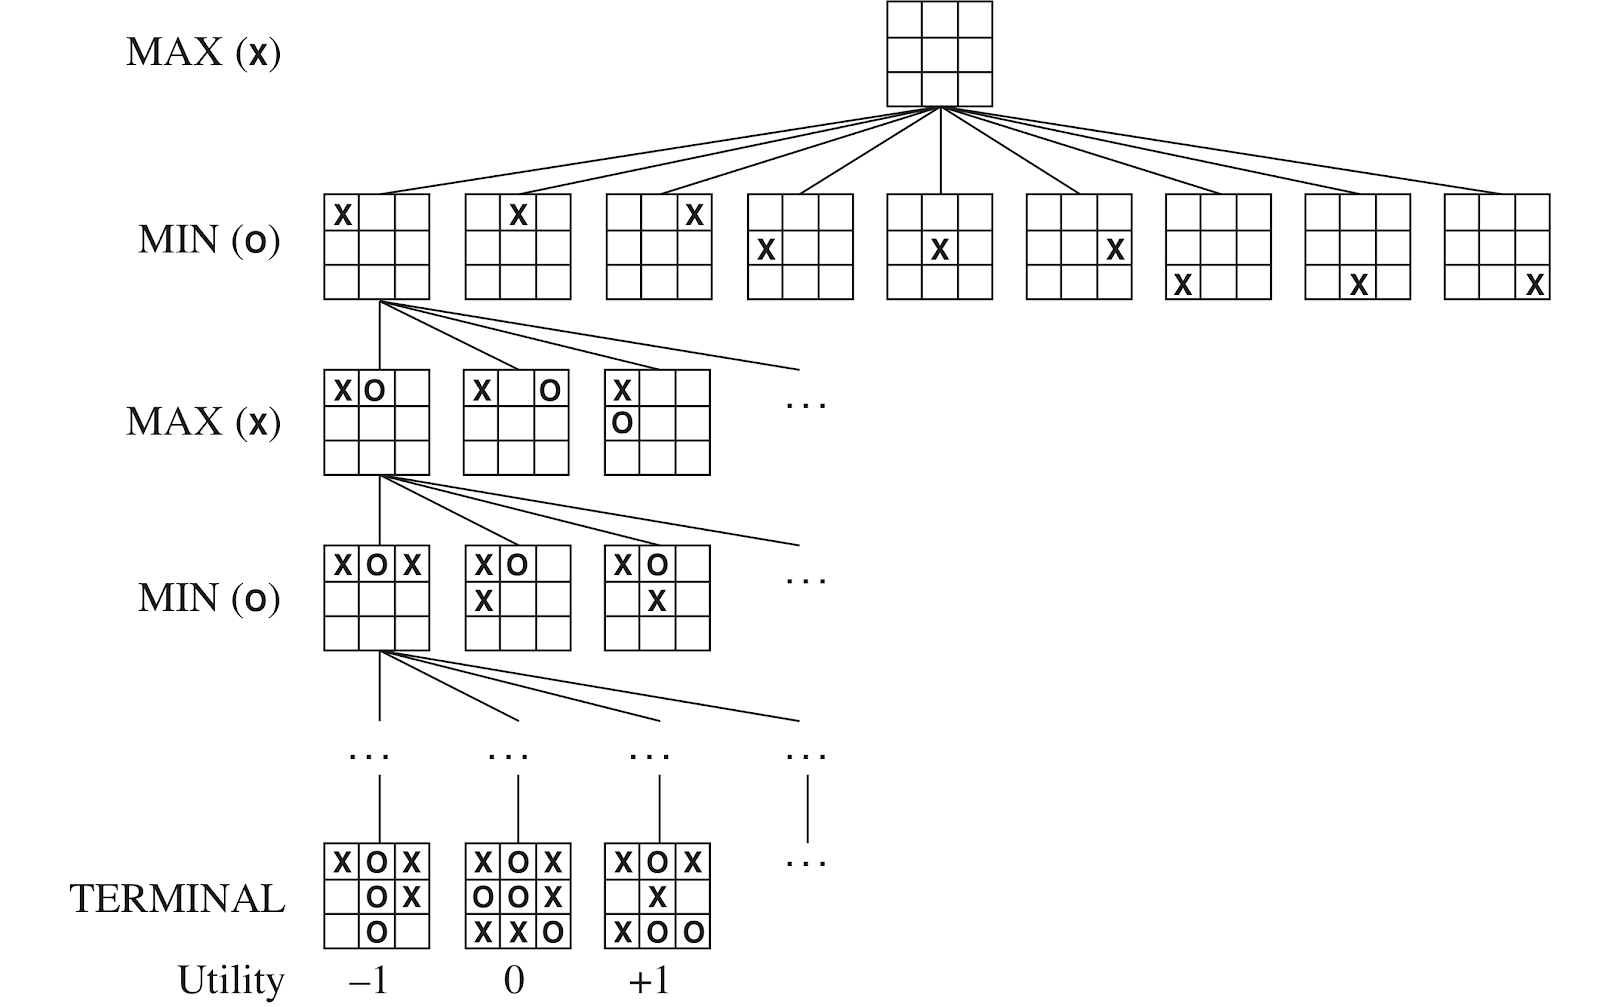 MAX (X)
MIN (O)
X X X X X X X X X
MAX (X)
X O X O X ...
O
MIN (O)
X O X X O X O ...
X X
... ... ... ...
TERMINAL
X O X X O X X O X ...
O X O O X X
O X X O X O O
Utility –1 0 +1